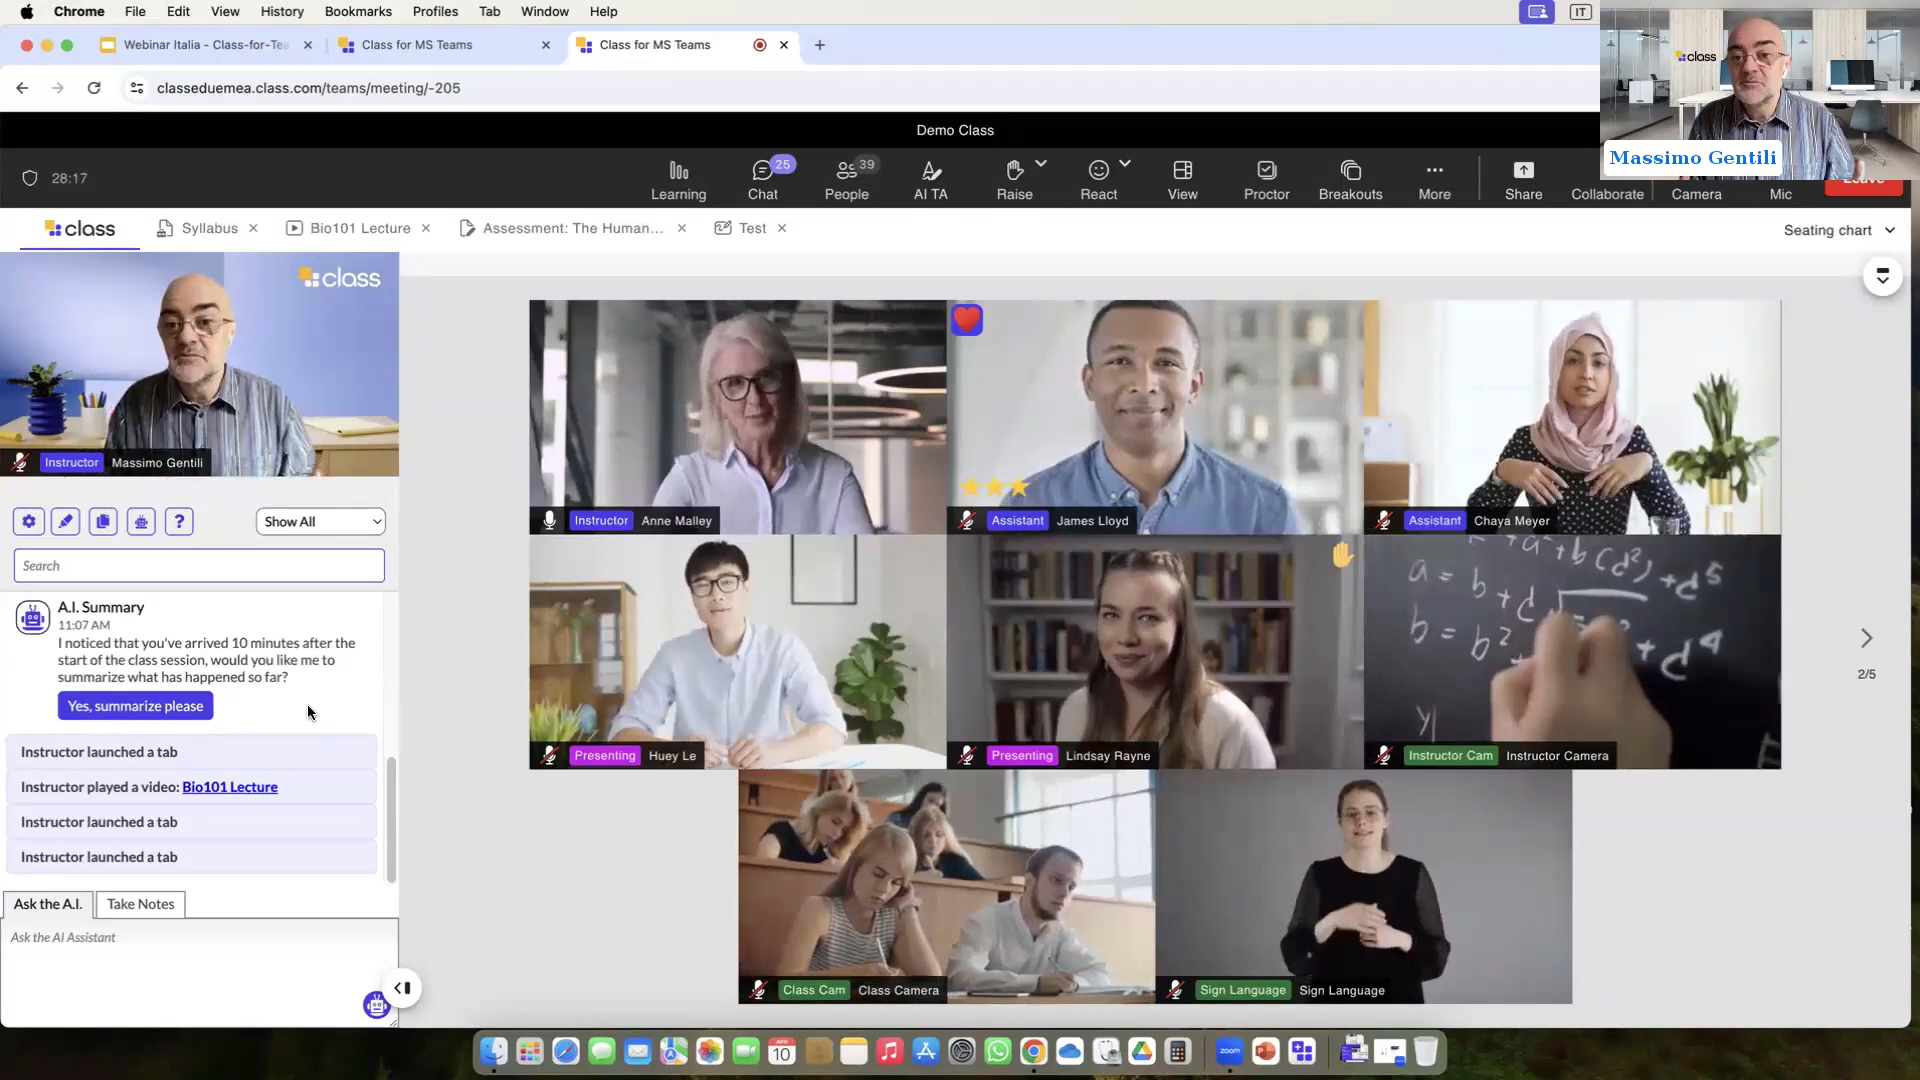 Chrome File Edit View History Bookmarks Profiles Tab Window Help
IT
Webinar Italia - Class-for-Tea
Class for MS Teams
Class for MS Teams
classeduemea.class.com/teams/meeting/-205
class
Massimo Gentili
Demo Class
28:17
25
39
Learning Chat People AI TA Raise React View Proctor Breakouts More Share Collaborate Camera Mic
class Syllabus Bio101 Lecture Assessment: The Human... Test
Seating chart
class
Instructor Massimo Gentili
?
Show All
Search
A.I. Summary
11:07 AM
I noticed that you've arrived 10 minutes after the
start of the class session, would you like me to
summarize what has happened so far?
Yes, summarize please
Instructor launched a tab
Instructor played a video: Bio101 Lecture
Instructor launched a tab
Instructor launched a tab
Ask the A.I. Take Notes
Ask the AI Assistant
Instructor Anne Malley
Assistant James Lloyd
Assistant Chaya Meyer
Presenting Huey Le
Presenting Lindsay Rayne
Instructor Cam Instructor Camera
Class Cam Class Camera
Sign Language Sign Language
2/5
APR
10
zoom